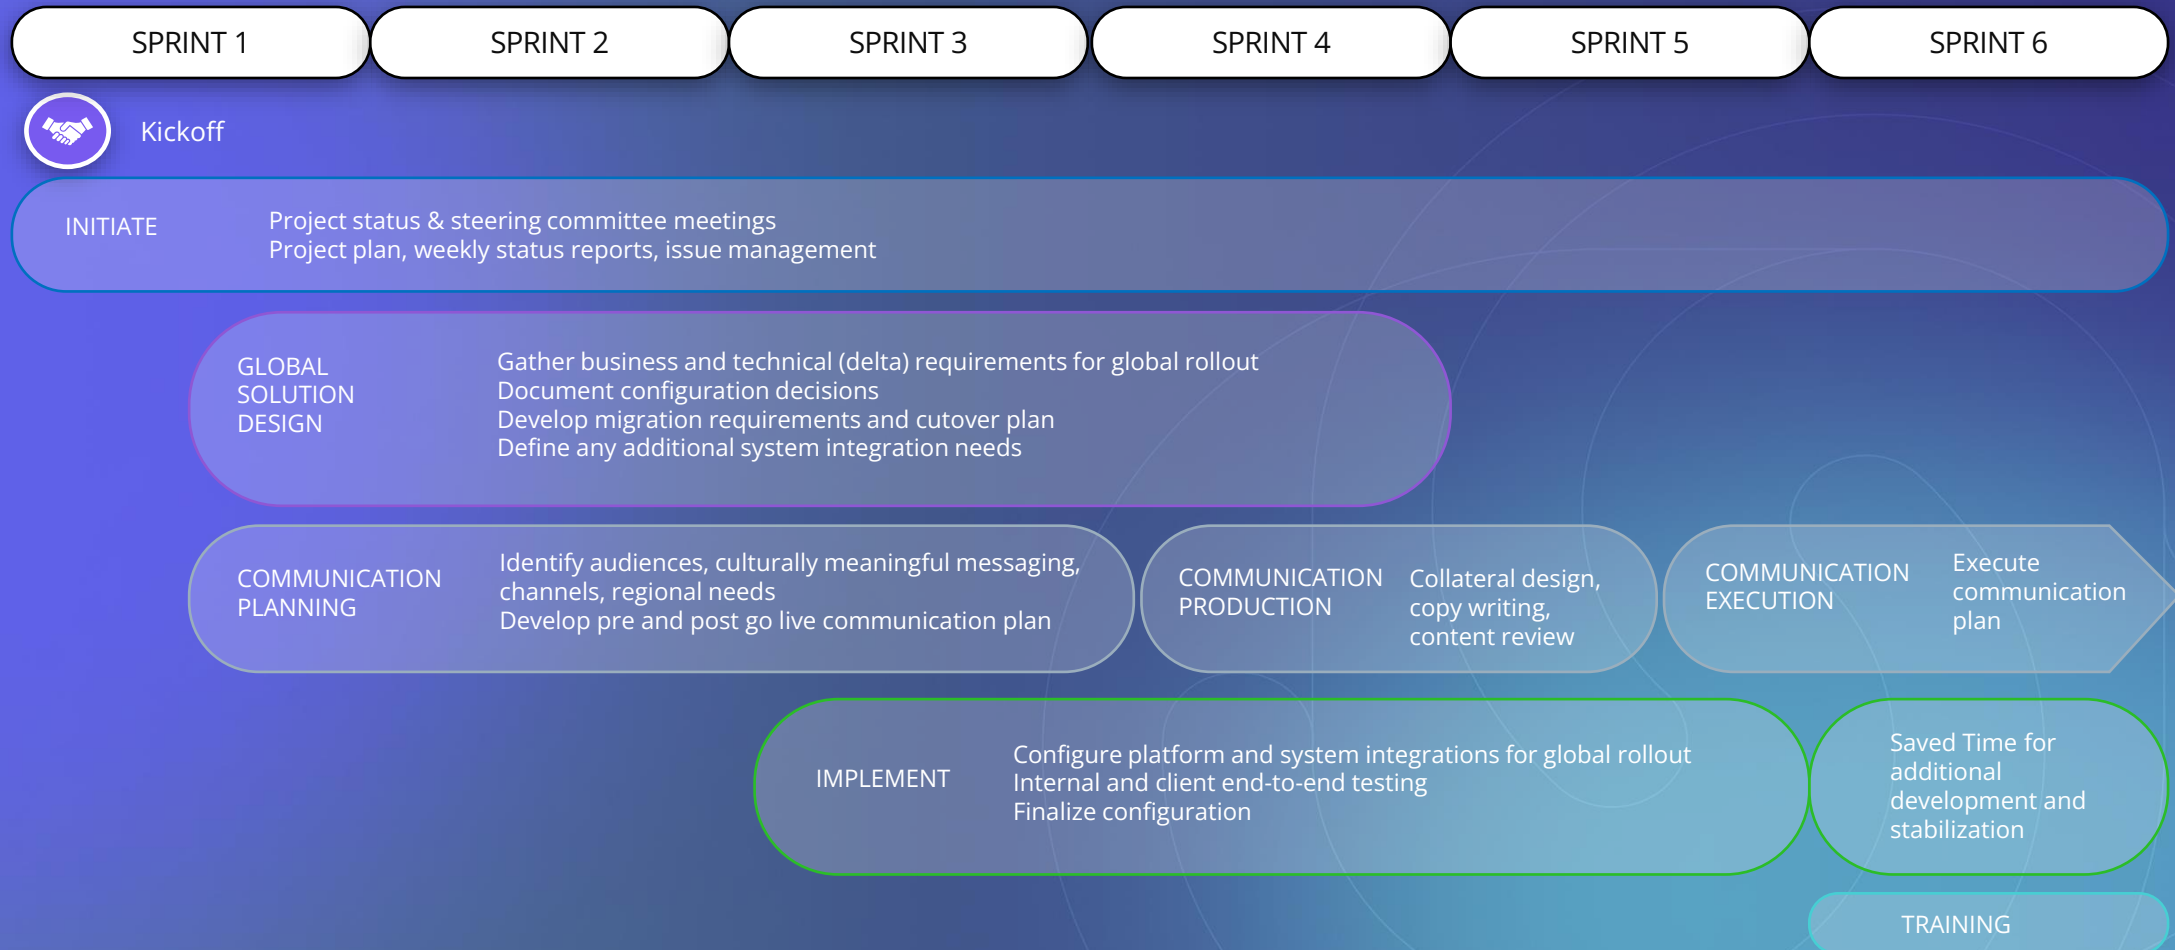 SPRINT 1
SPRINT 2
SPRINT 3
SPRINT 4
SPRINT 5
SPRINT 6
Kickoff
INITIATE
Project status & steering committee meetings
Project plan, weekly status reports, issue management
GLOBAL
SOLUTION
DESIGN
Gather business and technical (delta) requirements for global rollout
Document configuration decisions
Develop migration requirements and cutover plan
Define any additional system integration needs
COMMUNICATION
PLANNING
Identify audiences, culturally meaningful messaging,
channels, regional needs
Develop pre and post go live communication plan
COMMUNICATION
PRODUCTION
Collateral design,
copy writing,
content review
COMMUNICATION
EXECUTION
Execute
communication
plan
IMPLEMENT
Configure platform and system integrations for global rollout
Internal and client end-to-end testing
Finalize configuration
Saved Time for
additional
development and
stabilization
TRAINING